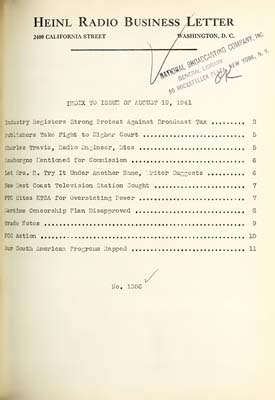 HEINL RADIO BUSINESS LETTER
2400 CALIFORNIA STREET WASHINGTON, D. C.
NATIONAL BROADCASTING COMPANY, INC.
GENERAL LIBRARY
30 ROCKEFELLER PLAZA, NEW YORK, N. Y.
INDEX TO ISSUE OF AUGUST 19, 1941
Industry Registers Strong Protest Against Broadcast Tax ........ 2
Publishers Take Fight to Higher Court ........ 5
Charles Travis, Radio Engineer, Dies ........ 5
Mauborgne Mentioned for Commission ........ 6
Let Mrs. R. Try It Under Another Name, Writer Suggests ........ 6
New West Coast Television Station Sought ........ 7
FTC Cites KTSA for Overstating Power ........ 7
Wartime Censorship Plan Disapproved ........ 8
Trade Notes ........ 9
FCC Action ........ 10
Our South American Programs Rapped ........ 11
No. 1356